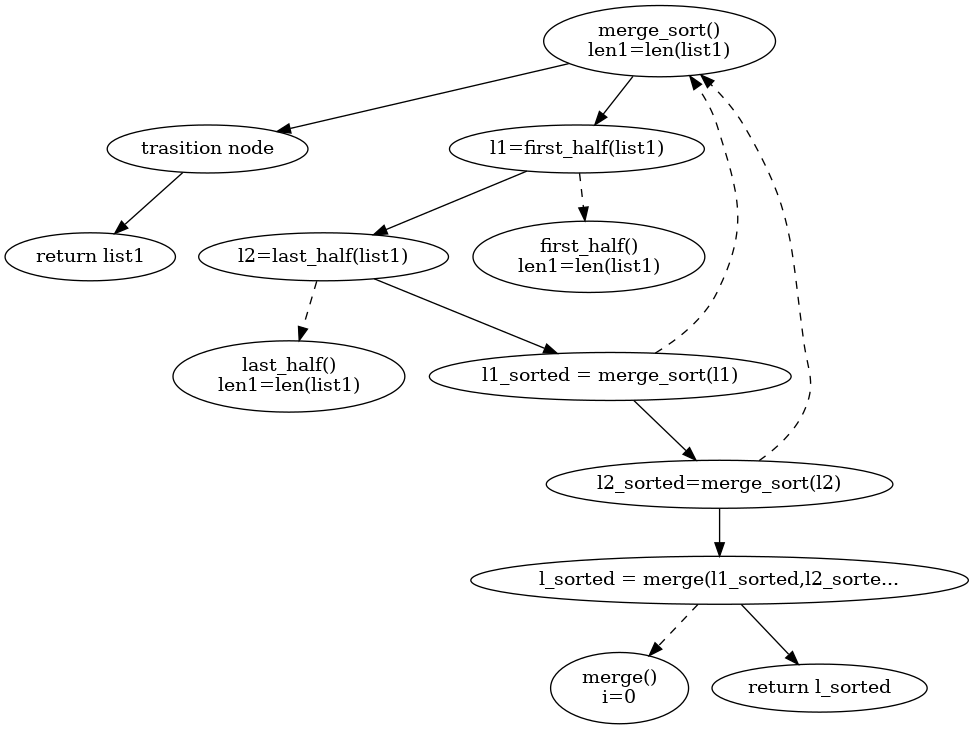 merge_sort()
len1=len(list1)
trasition node
l1=first_half(list1)
return list1
l2=last_half(list1)
first_half()
len1=len(list1)
last_half()
len1=len(list1)
l1_sorted = merge_sort(l1)
l2_sorted=merge_sort(l2)
l_sorted = merge(l1_sorted,l2_sorte...
merge()
i=0
return l_sorted